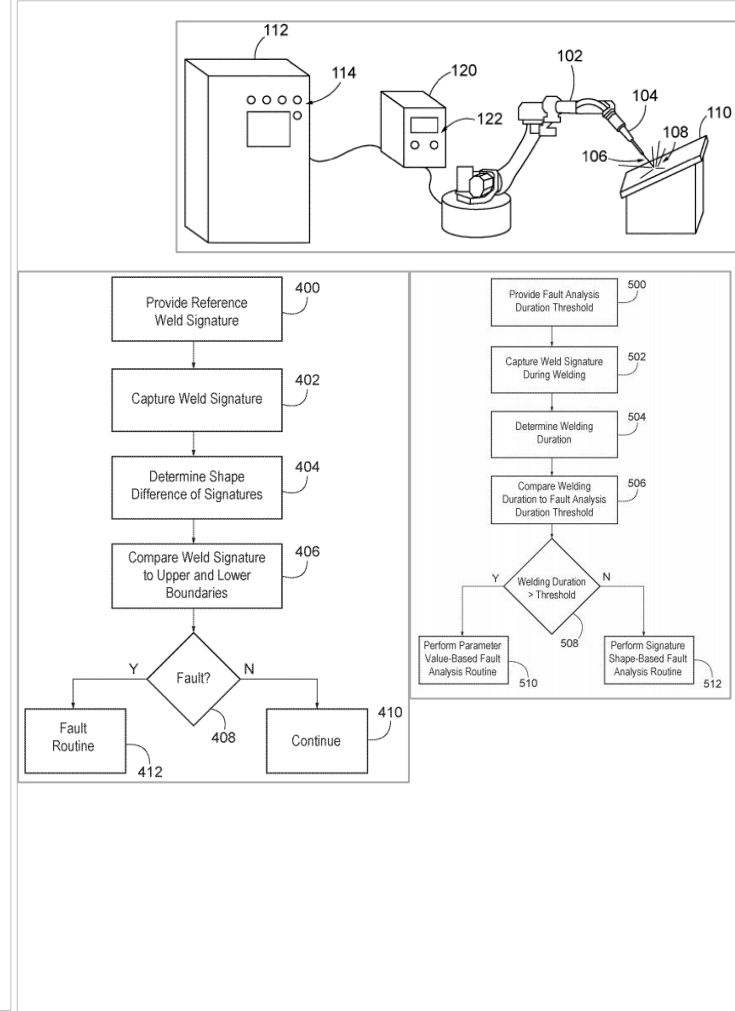 112
114
120
122
102
104
110
108
106
400
Provide Reference
Weld Signature
402
Capture Weld Signature
404
Determine Shape
Difference of Signatures
406
Compare Weld Signature
to Upper and Lower
Boundaries
Y
Fault?
N
408
Fault
Routine
412
Continue
410
500
Provide Fault Analysis
Duration Threshold
502
Capture Weld Signature
During Welding
504
Determine Welding
Duration
506
Compare Welding
Duration to Fault Analysis
Duration Threshold
Y
Welding Duration
> Threshold
N
508
Perform Parameter
Value-Based Fault
Analysis Routine
510
Perform Signature
Shape-Based Fault
Analysis Routine
512